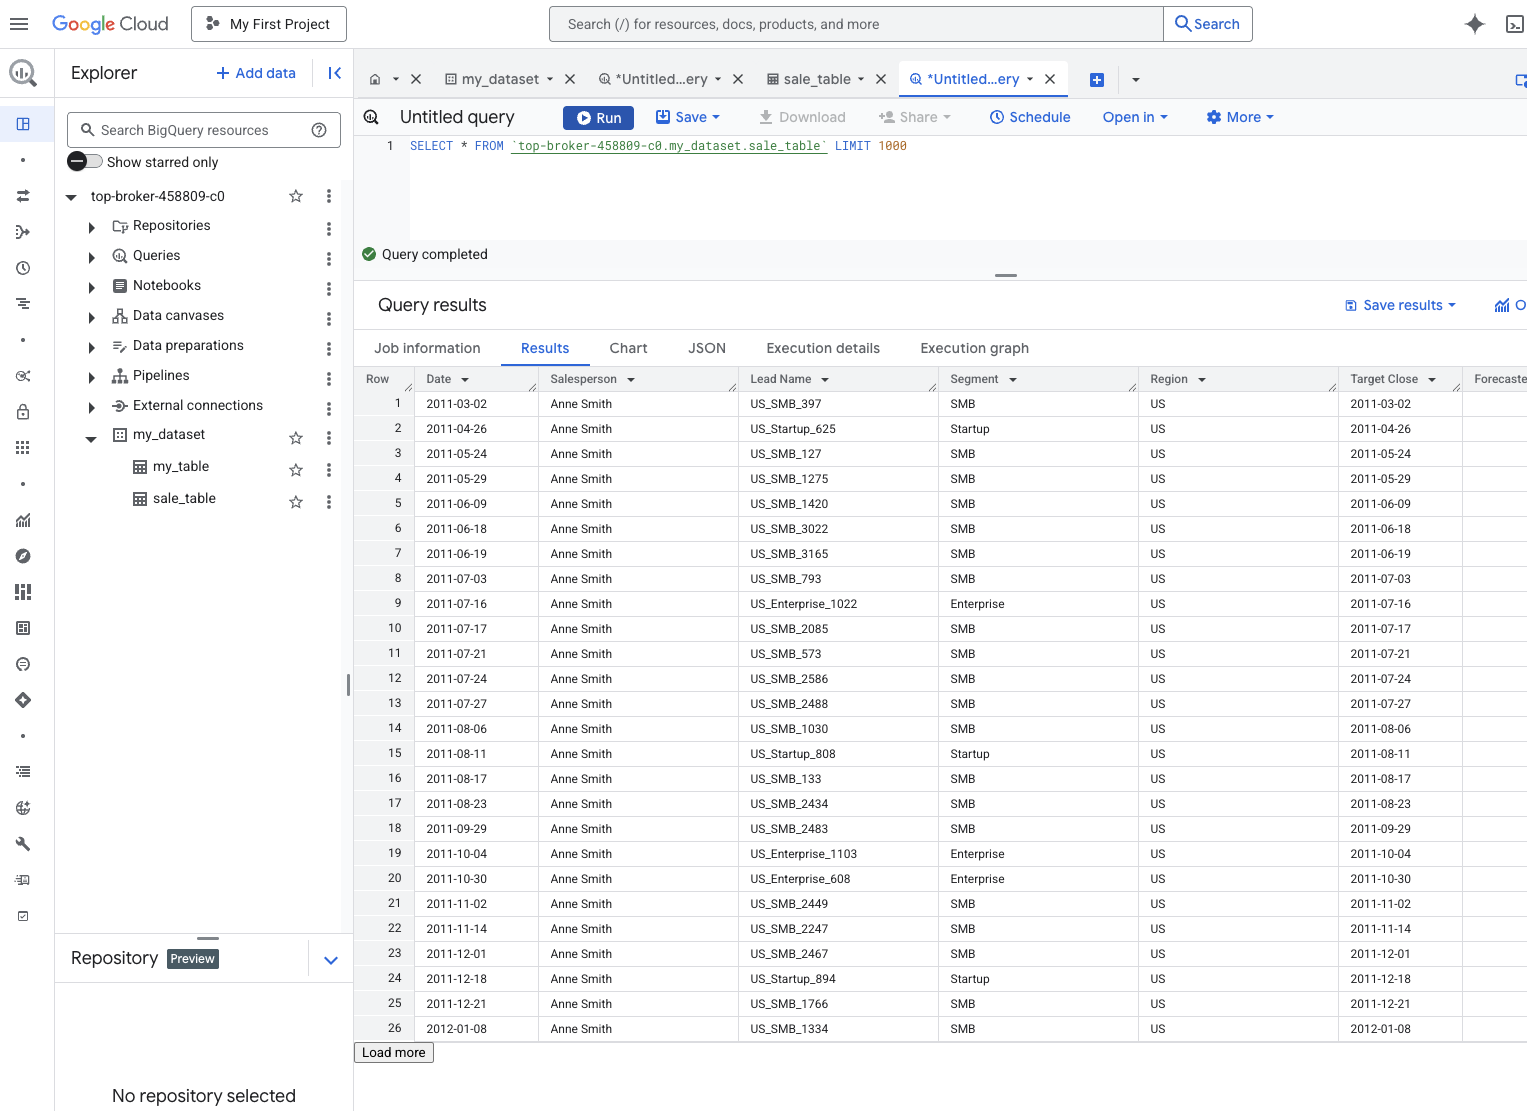 Google Cloud
My First Project
Search (/) for resources, docs, products, and more
Search
Explorer
+ Add data
my_dataset
*Untitled...ery
sale_table
*Untitled...ery
Untitled query
Run
Save
Download
Share
Schedule
Open in
More
Search BigQuery resources
Show starred only
1 SELECT * FROM `top-broker-458809-c0.my_dataset.sale_table` LIMIT 1000
top-broker-458809-c0
Repositories
Queries
Notebooks
Data canvases
Data preparations
Pipelines
External connections
my_dataset
my_table
sale_table
Query completed
Query results
Save results
O
Job information Results Chart JSON Execution details Execution graph
Row Date Salesperson Lead Name Segment Region Target Close Forecaste
1 2011-03-02 Anne Smith US_SMB_397 SMB US 2011-03-02
2 2011-04-26 Anne Smith US_Startup_625 Startup US 2011-04-26
3 2011-05-24 Anne Smith US_SMB_127 SMB US 2011-05-24
4 2011-05-29 Anne Smith US_SMB_1275 SMB US 2011-05-29
5 2011-06-09 Anne Smith US_SMB_1420 SMB US 2011-06-09
6 2011-06-18 Anne Smith US_SMB_3022 SMB US 2011-06-18
7 2011-06-19 Anne Smith US_SMB_3165 SMB US 2011-06-19
8 2011-07-03 Anne Smith US_SMB_793 SMB US 2011-07-03
9 2011-07-16 Anne Smith US_Enterprise_1022 Enterprise US 2011-07-16
10 2011-07-17 Anne Smith US_SMB_2085 SMB US 2011-07-17
11 2011-07-21 Anne Smith US_SMB_573 SMB US 2011-07-21
12 2011-07-24 Anne Smith US_SMB_2586 SMB US 2011-07-24
13 2011-07-27 Anne Smith US_SMB_2488 SMB US 2011-07-27
14 2011-08-06 Anne Smith US_SMB_1030 SMB US 2011-08-06
15 2011-08-11 Anne Smith US_Startup_808 Startup US 2011-08-11
16 2011-08-17 Anne Smith US_SMB_133 SMB US 2011-08-17
17 2011-08-23 Anne Smith US_SMB_2434 SMB US 2011-08-23
18 2011-09-29 Anne Smith US_SMB_2483 SMB US 2011-09-29
19 2011-10-04 Anne Smith US_Enterprise_1103 Enterprise US 2011-10-04
20 2011-10-30 Anne Smith US_Enterprise_608 Enterprise US 2011-10-30
21 2011-11-02 Anne Smith US_SMB_2449 SMB US 2011-11-02
22 2011-11-14 Anne Smith US_SMB_2247 SMB US 2011-11-14
23 2011-12-01 Anne Smith US_SMB_2467 SMB US 2011-12-01
24 2011-12-18 Anne Smith US_Startup_894 Startup US 2011-12-18
25 2011-12-21 Anne Smith US_SMB_1766 SMB US 2011-12-21
26 2012-01-08 Anne Smith US_SMB_1334 SMB US 2012-01-08
Load more
Repository Preview
No repository selected